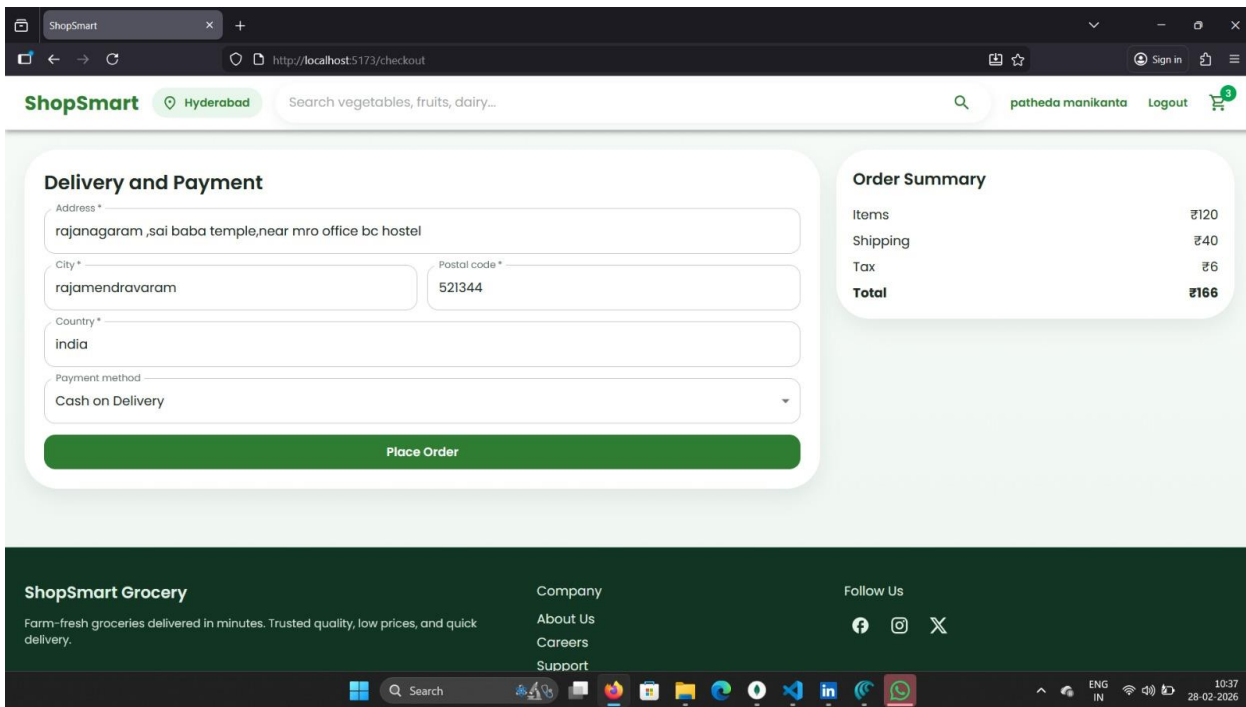 ShopSmart
http://localhost:5173/checkout
Sign in
ShopSmart
Hyderabad
Search vegetables, fruits, dairy...
patheda manikanta
Logout
3
Delivery and Payment
Address *
rajanagaram ,sai baba temple,near mro office bc hostel
City *
rajamendravaram
Postal code *
521344
Country *
india
Payment method
Cash on Delivery
Place Order
Order Summary
Items ₹120
Shipping ₹40
Tax ₹6
Total ₹166
ShopSmart Grocery
Farm-fresh groceries delivered in minutes. Trusted quality, low prices, and quick
delivery.
Company
About Us
Careers
Support
Follow Us
Search
ENG
IN
10:37
28-02-2026